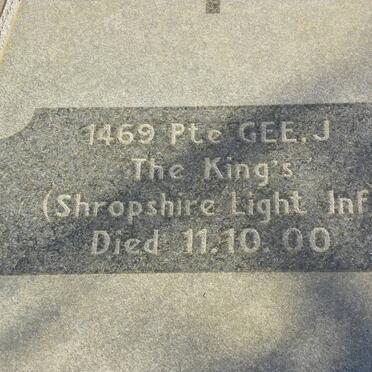 1469 Pte GEE. J
The King's
(Shropshire Light Inf
Died 11.10.00